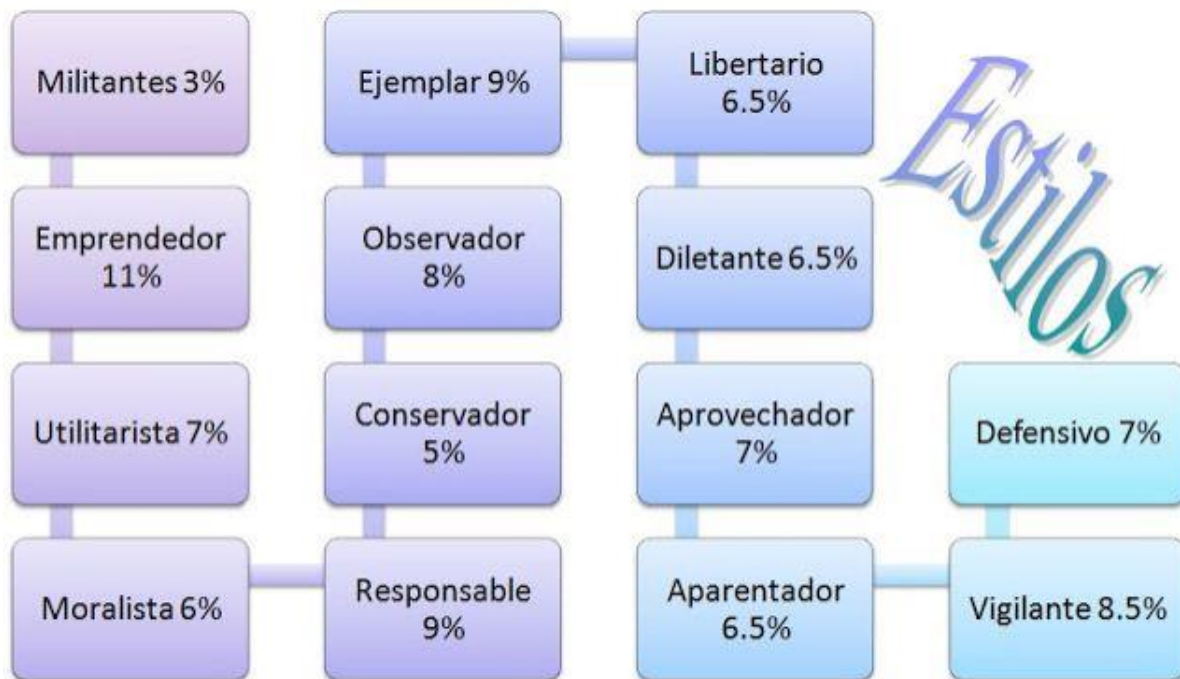 Militantes 3%
Emprendedor
11%
Utilitarista 7%
Moralista 6%
Responsable
9%
Conservador
5%
Observador
8%
Ejemplar 9%
Libertario
6.5%
Diletante 6.5%
Aprovechador
7%
Aparentador
6.5%
Vigilante 8.5%
Defensivo 7%
Estilos